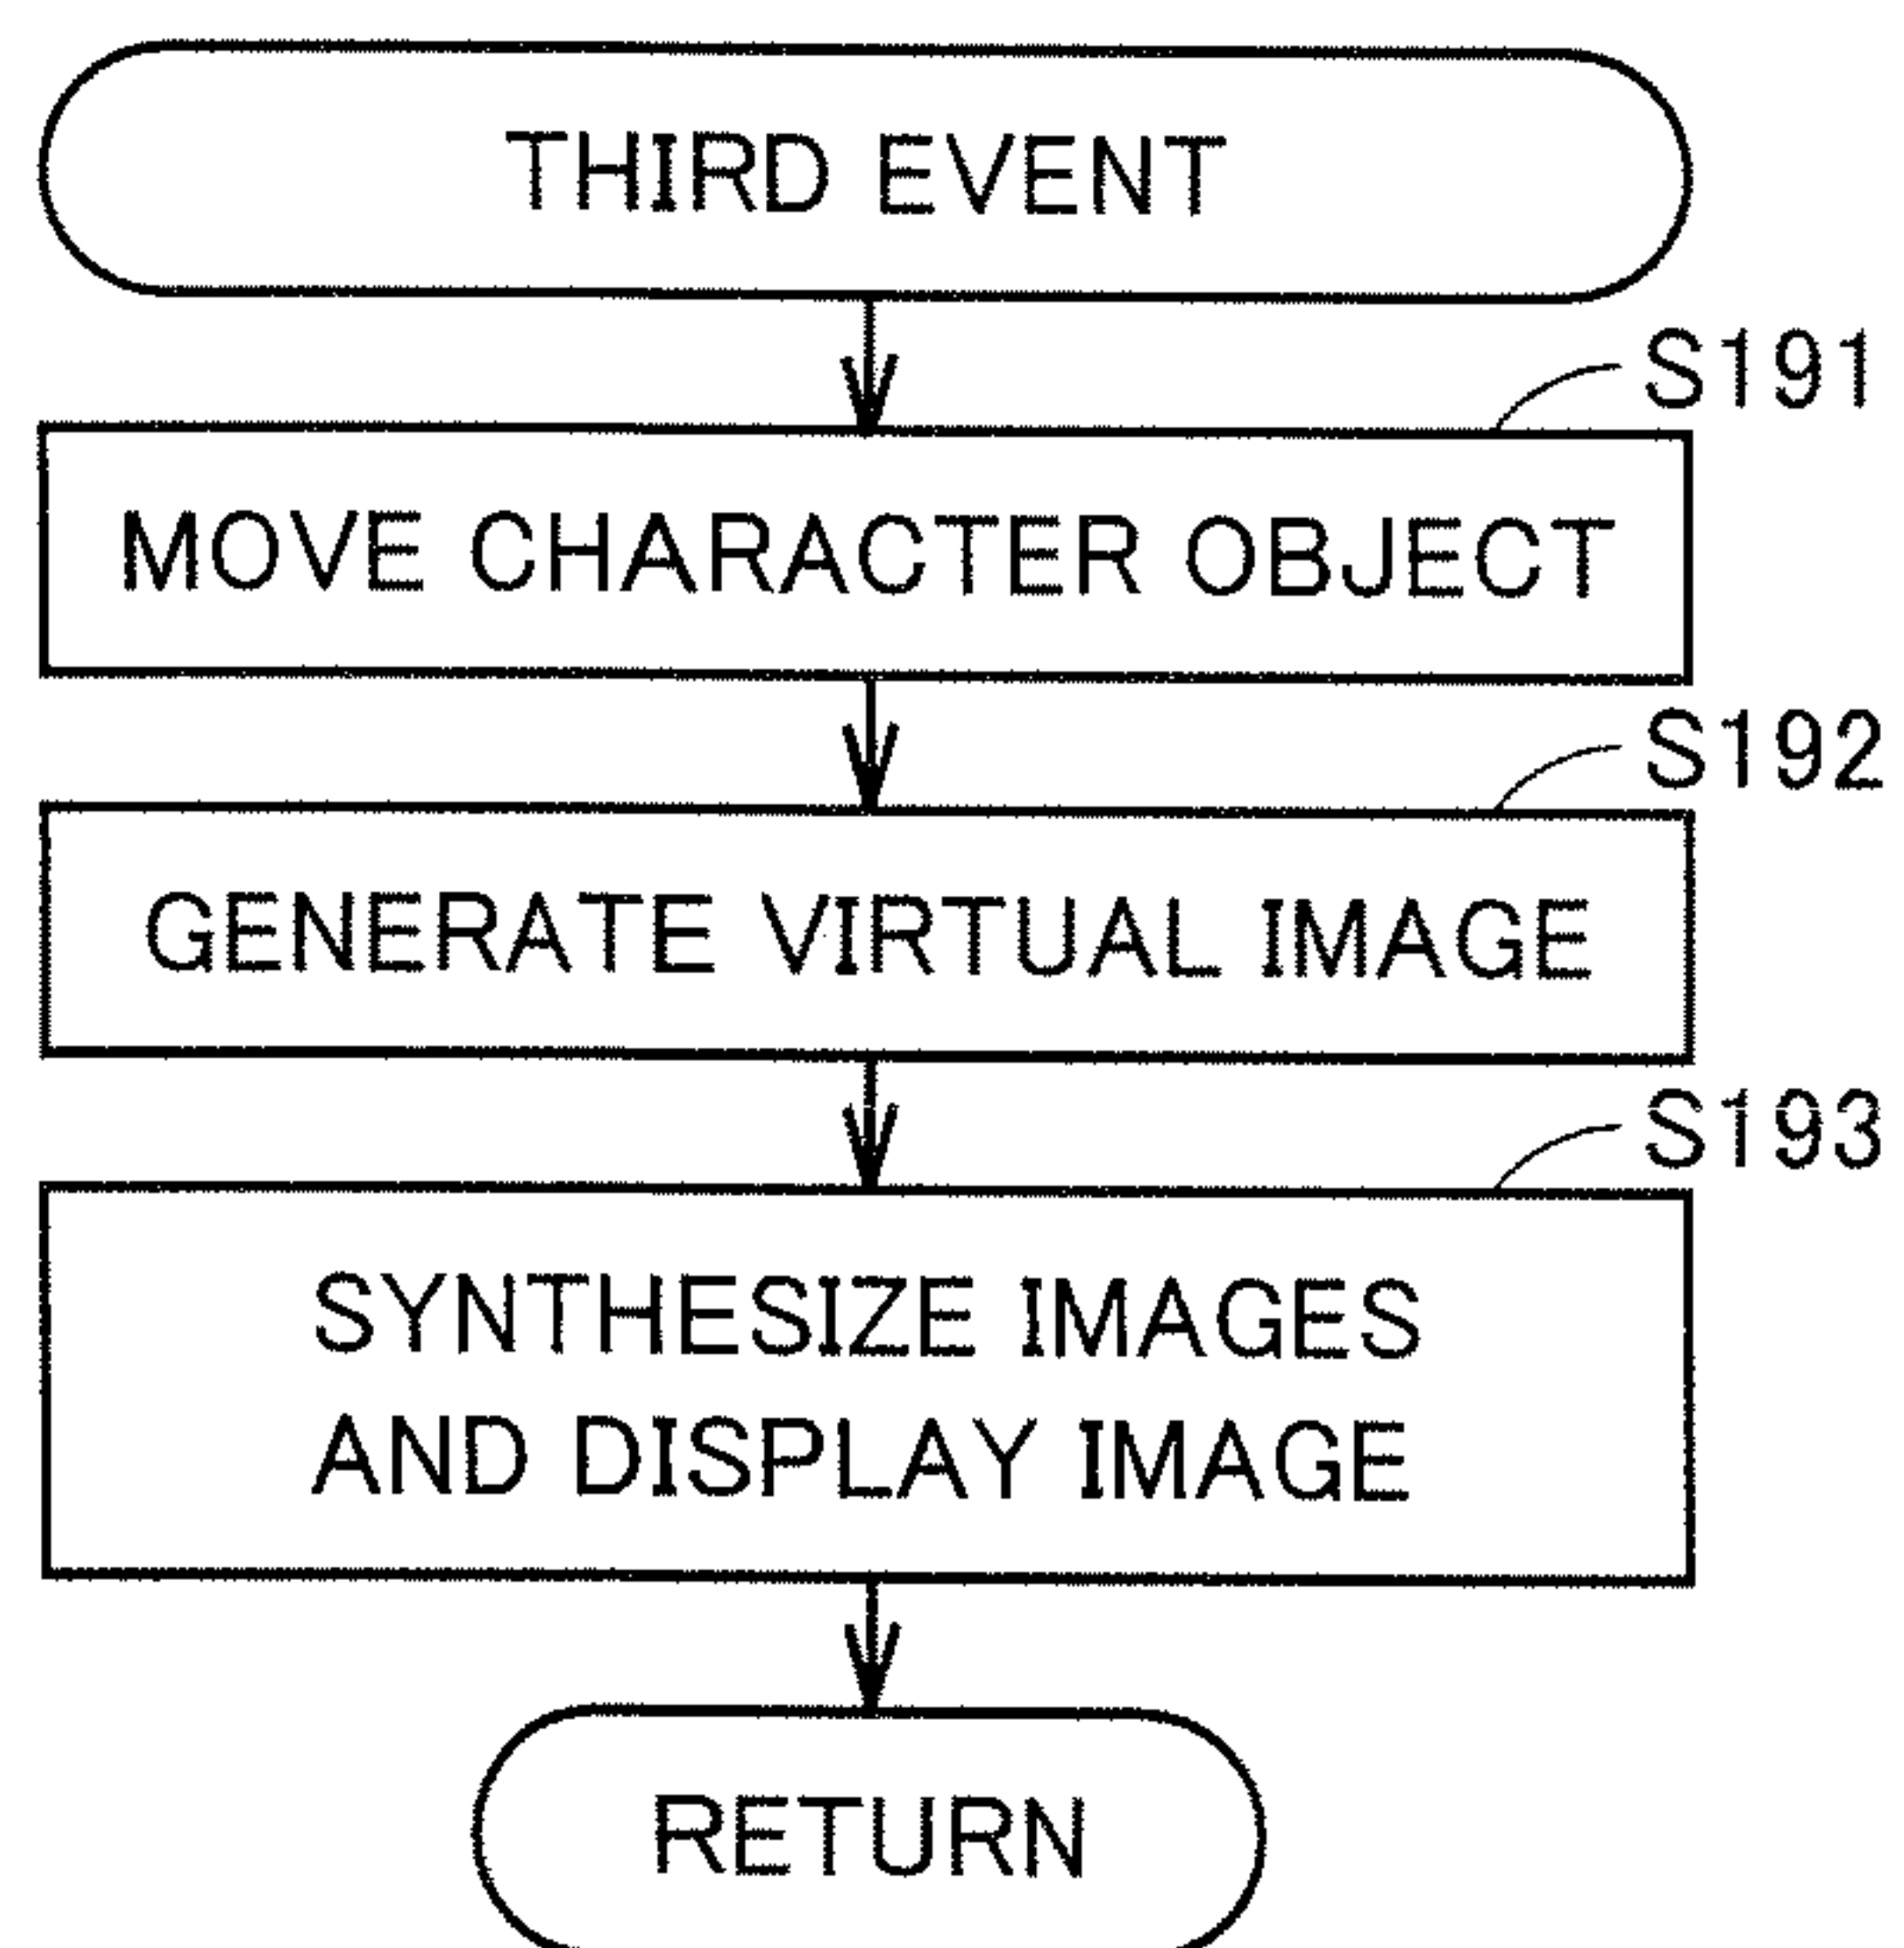 THIRD EVENT
S191
MOVE CHARACTER OBJECT
S192
GENERATE VIRTUAL IMAGE
S193
SYNTHESIZE IMAGES
AND DISPLAY IMAGE
RETURN